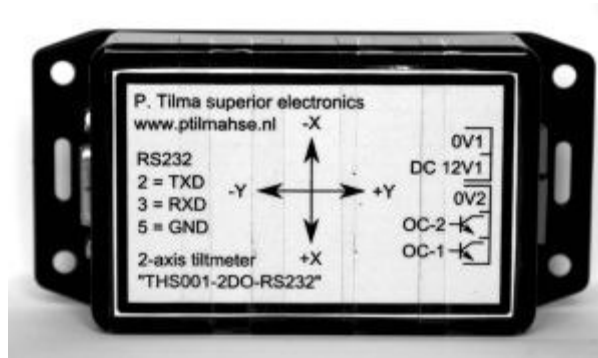 P. Tilma superior electronics
www.ptilmahse.nl
-X
0V1
RS232
DC 12V1
2 = TXD
-Y
+Y
0V2
3 = RXD
5 = GND
OC-2
OC-1
2-axis tiltmeter
+X
"THS001-2DO-RS232"